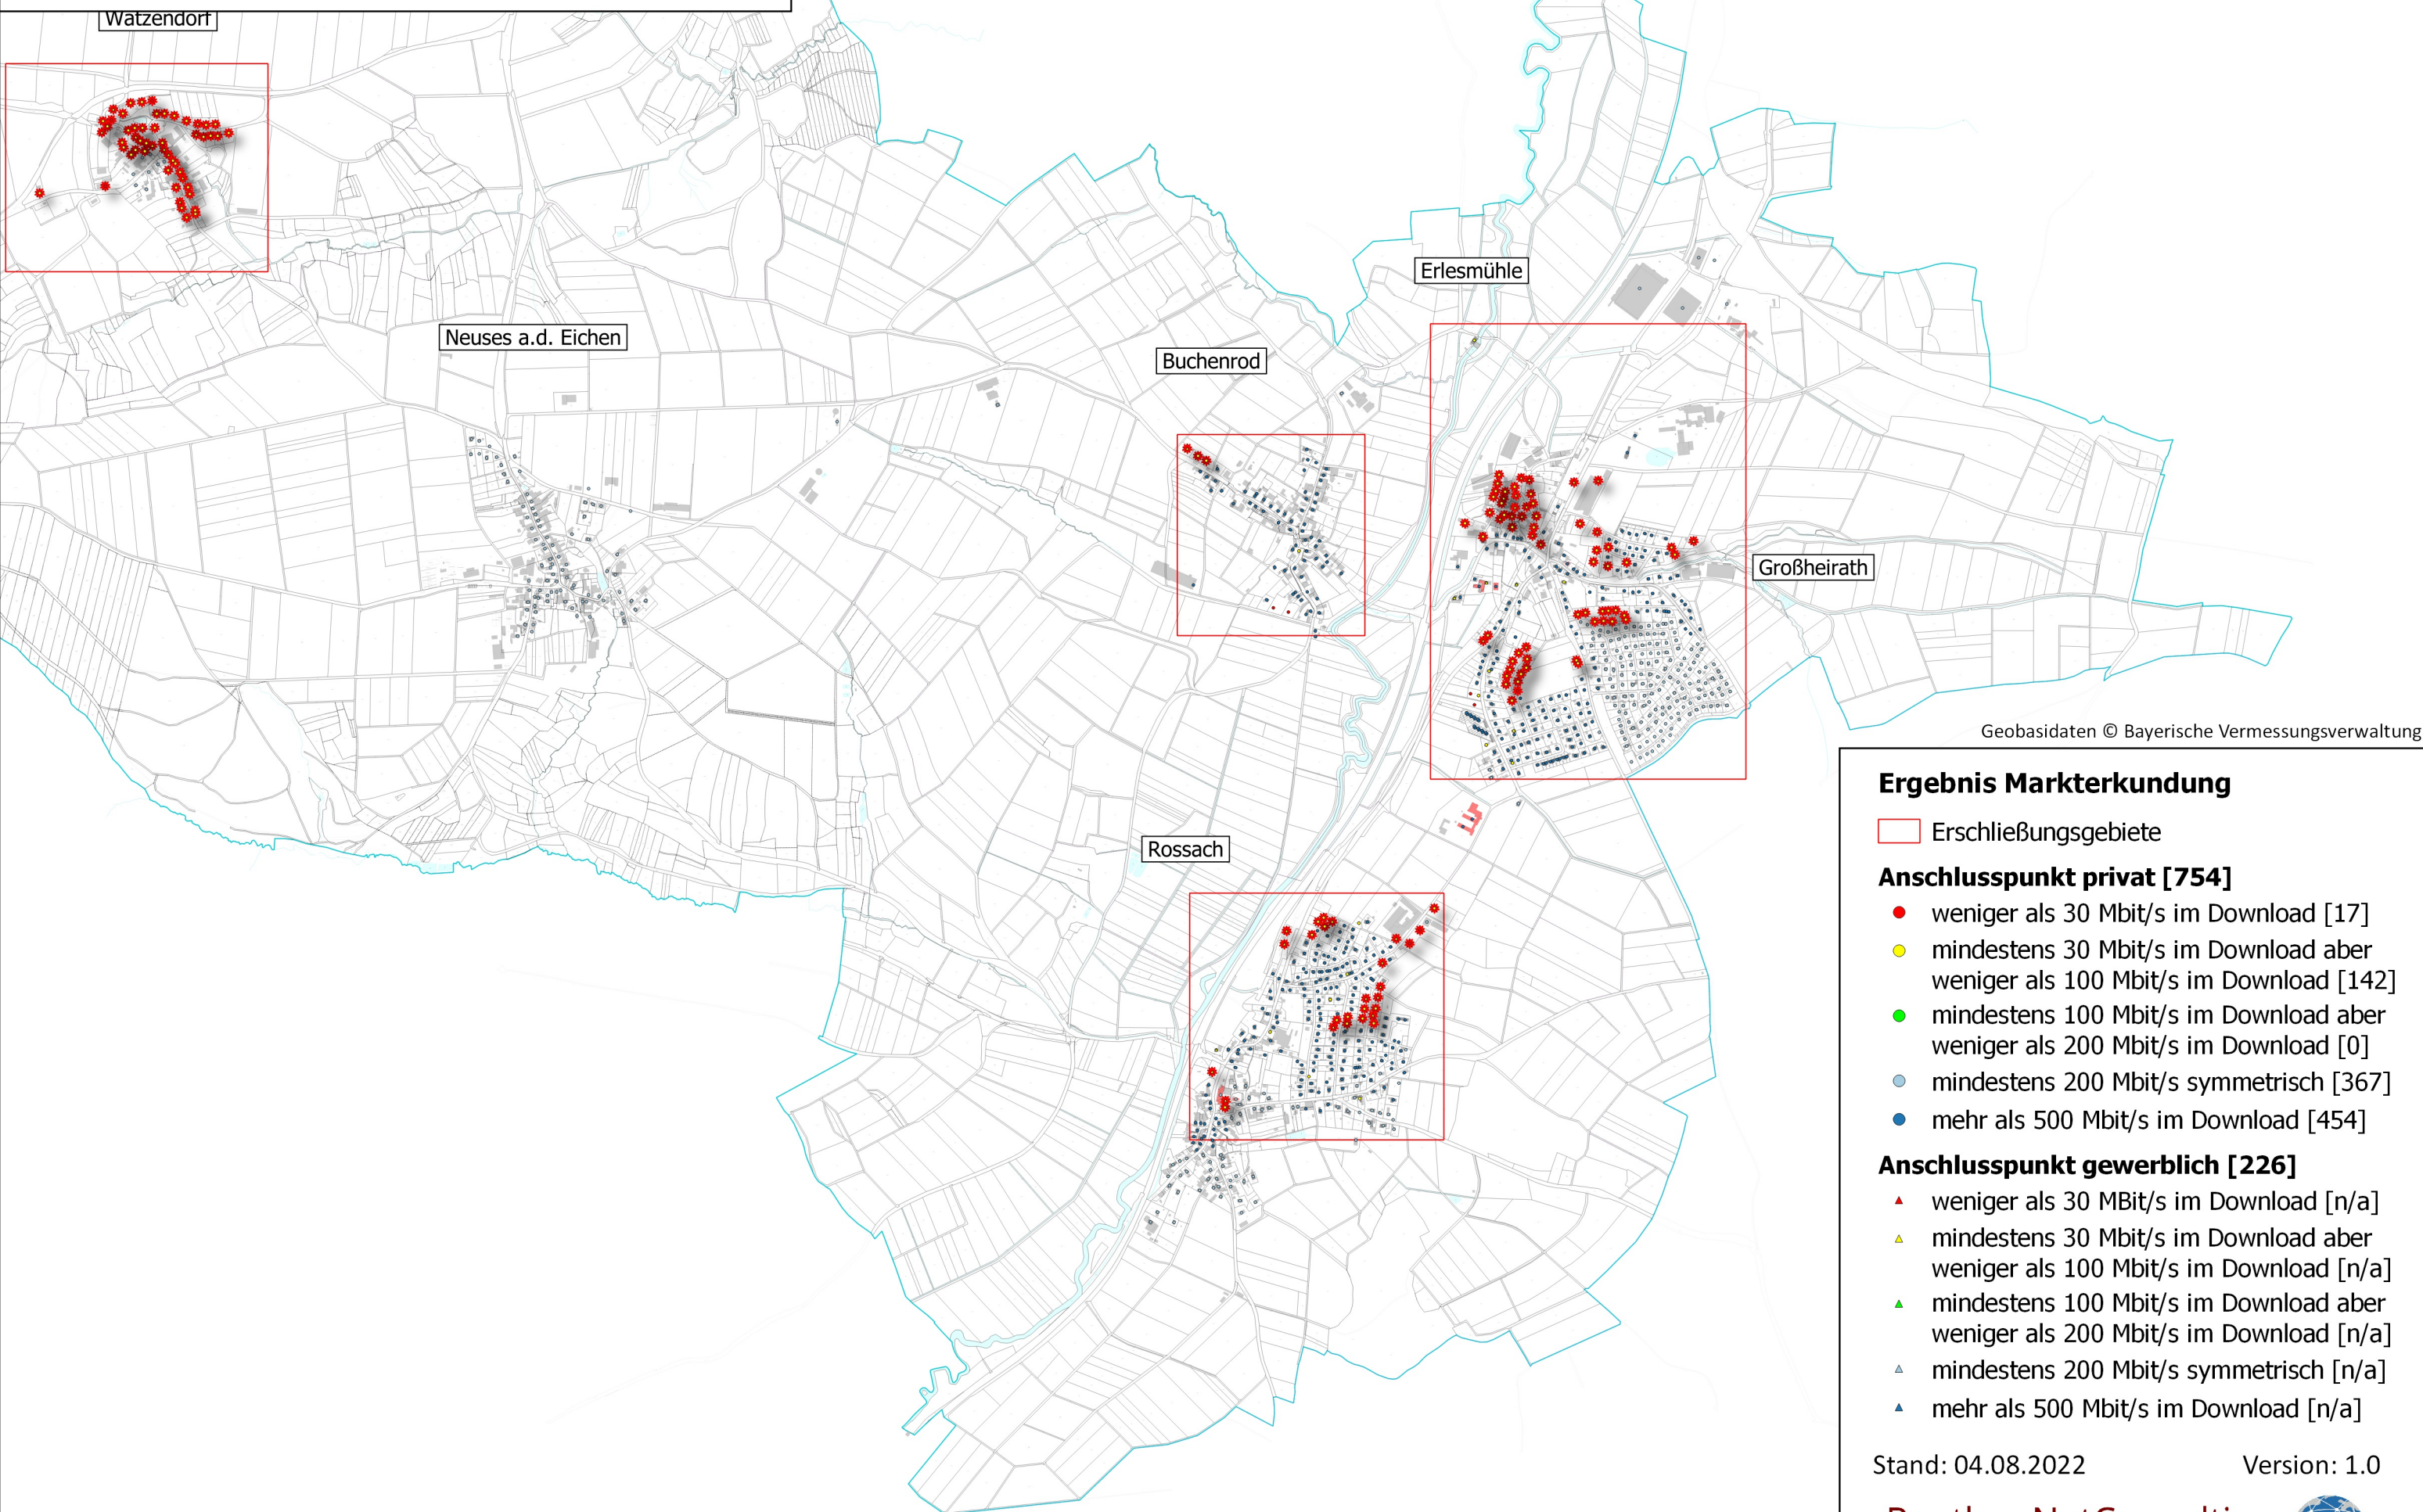 Watzendorf
Erlesmühle
Neuses a.d. Eichen
Buchenrod
Großheirath
Geobasidaten © Bayerische Vermessungsverwaltung
Rossach
Ergebnis Markterkundung
Erschließungsgebiete
Anschlusspunkt privat [754]
weniger als 30 Mbit/s im Download [17]
mindestens 30 Mbit/s im Download aber
weniger als 100 Mbit/s im Download [142]
mindestens 100 Mbit/s im Download aber
weniger als 200 Mbit/s im Download [0]
mindestens 200 Mbit/s symmetrisch [367]
mehr als 500 Mbit/s im Download [454]
Anschlusspunkt gewerblich [226]
weniger als 30 MBit/s im Download [n/a]
mindestens 30 Mbit/s im Download aber
weniger als 100 Mbit/s im Download [n/a]
mindestens 100 Mbit/s im Download aber
weniger als 200 Mbit/s im Download [n/a]
mindestens 200 Mbit/s symmetrisch [n/a]
mehr als 500 Mbit/s im Download [n/a]
Stand: 04.08.2022 Version: 1.0